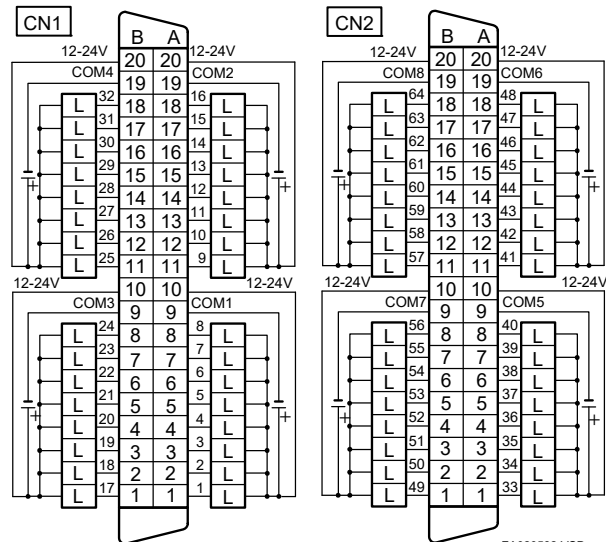 CN1
B A
12-24V 20 20 12-24V
COM4 19 19 COM2
L 32 18 18 16 L
L 31 17 17 15 L
L 30 16 16 14 L
L 29 15 15 13 L
L 28 14 14 12 L
L 27 13 13 11 L
L 26 12 12 10 L
L 25 11 11 9 L
+ +
12-24V 10 10 12-24V
COM3 9 9 COM1
L 24 8 8 8 L
L 23 7 7 7 L
L 22 6 6 6 L
L 21 5 5 5 L
L 20 4 4 4 L
L 19 3 3 3 L
L 18 2 2 2 L
L 17 1 1 1 L
+ +
CN2
B A
12-24V 20 20 12-24V
COM8 19 19 COM6
L 64 18 18 48 L
L 63 17 17 47 L
L 62 16 16 46 L
L 61 15 15 45 L
L 60 14 14 44 L
L 59 13 13 43 L
L 58 12 12 42 L
L 57 11 11 41 L
+ +
12-24V 10 10 12-24V
COM7 9 9 COM5
L 56 8 8 40 L
L 55 7 7 39 L
L 54 6 6 38 L
L 53 5 5 37 L
L 52 4 4 36 L
L 51 3 3 35 L
L 50 2 2 34 L
L 49 1 1 33 L
+ +